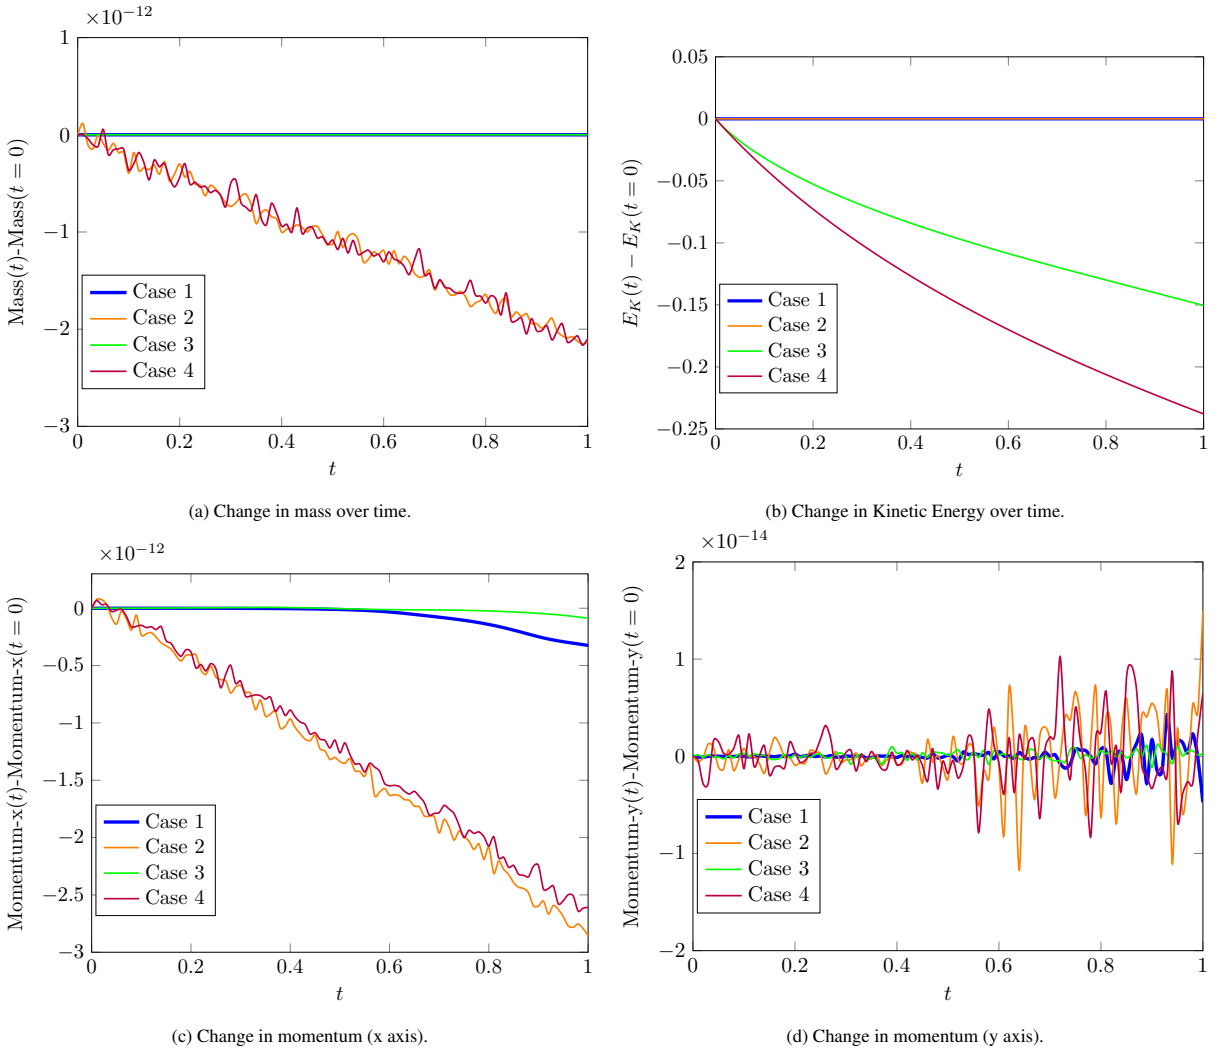 ×10−12
1
0
−1
−2
−3
Mass(t)-Mass(t = 0)
Case 1
Case 2
Case 3
Case 4
0 0.2 0.4 0.6 0.8 1
t
(a) Change in mass over time.
0.05
0
−0.05
−0.1
−0.15
−0.2
−0.25
E_K(t) − E_K(t = 0)
Case 1
Case 2
Case 3
Case 4
0 0.2 0.4 0.6 0.8 1
t
(b) Change in Kinetic Energy over time.
×10−12
0
−0.5
−1
−1.5
−2
−2.5
−3
Momentum-x(t)-Momentum-x(t = 0)
Case 1
Case 2
Case 3
Case 4
0 0.2 0.4 0.6 0.8 1
t
(c) Change in momentum (x axis).
×10−14
2
1
0
−1
−2
Momentum-y(t)-Momentum-y(t = 0)
Case 1
Case 2
Case 3
Case 4
0 0.2 0.4 0.6 0.8 1
t
(d) Change in momentum (y axis).